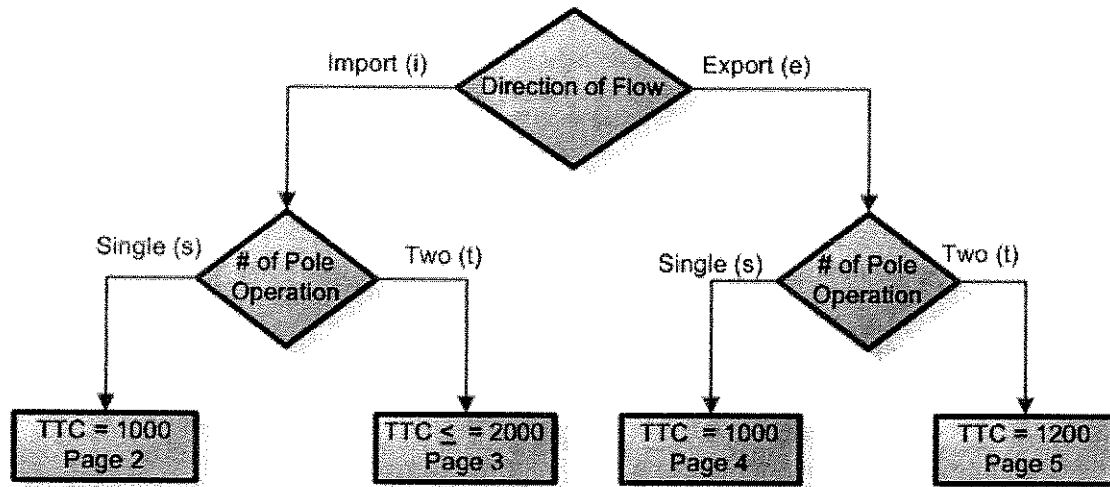 Import (i)
Direction of Flow
Export (e)
Single (s)
# of Pole
Operation
Two (t)
Single (s)
# of Pole
Operation
Two (t)
TTC = 1000
Page 2
TTC ≤ = 2000
Page 3
TTC = 1000
Page 4
TTC = 1200
Page 5